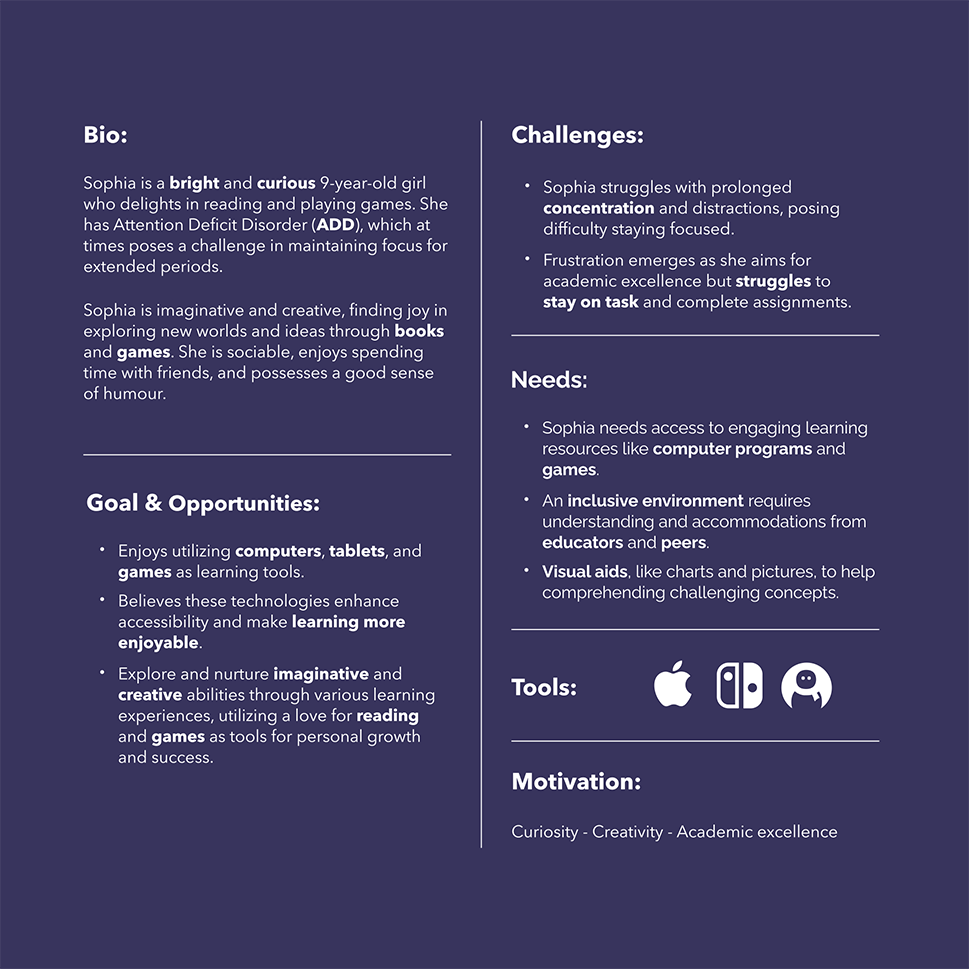 Bio:
Sophia is a bright and curious 9-year-old girl
who delights in reading and playing games. She
has Attention Deficit Disorder (ADD), which at
times poses a challenge in maintaining focus for
extended periods.
Sophia is imaginative and creative, finding joy in
exploring new worlds and ideas through books
and games. She is sociable, enjoys spending
time with friends, and possesses a good sense
of humour.
Goal & Opportunities:
• Enjoys utilizing computers, tablets, and
games as learning tools.
• Believes these technologies enhance
accessibility and make learning more
enjoyable.
• Explore and nurture imaginative and
creative abilities through various learning
experiences, utilizing a love for reading
and games as tools for personal growth
and success.
Challenges:
• Sophia struggles with prolonged
concentration and distractions, posing
difficulty staying focused.
• Frustration emerges as she aims for
academic excellence but struggles to
stay on task and complete assignments.
Needs:
• Sophia needs access to engaging learning
resources like computer programs and
games.
• An inclusive environment requires
understanding and accommodations from
educators and peers.
• Visual aids, like charts and pictures, to help
comprehending challenging concepts.
Tools:
Motivation:
Curiosity - Creativity - Academic excellence